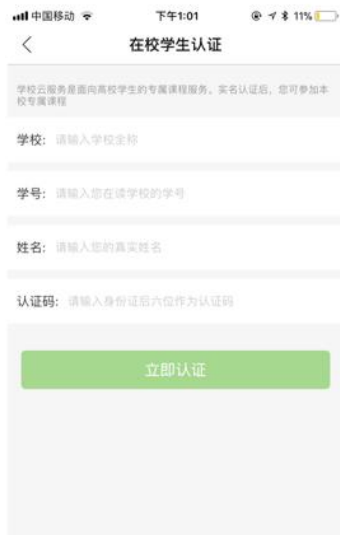 中国移动 下午1:01 11%
在校学生认证
学校云服务是面向高校学生的专属课程服务。实名认证后，您可参加本
校专属课程
学校: 请输入学校全称
学号: 请输入您在读学校的学号
姓名: 请输入您的真实姓名
认证码: 请输入身份证后六位作为认证码
立即认证